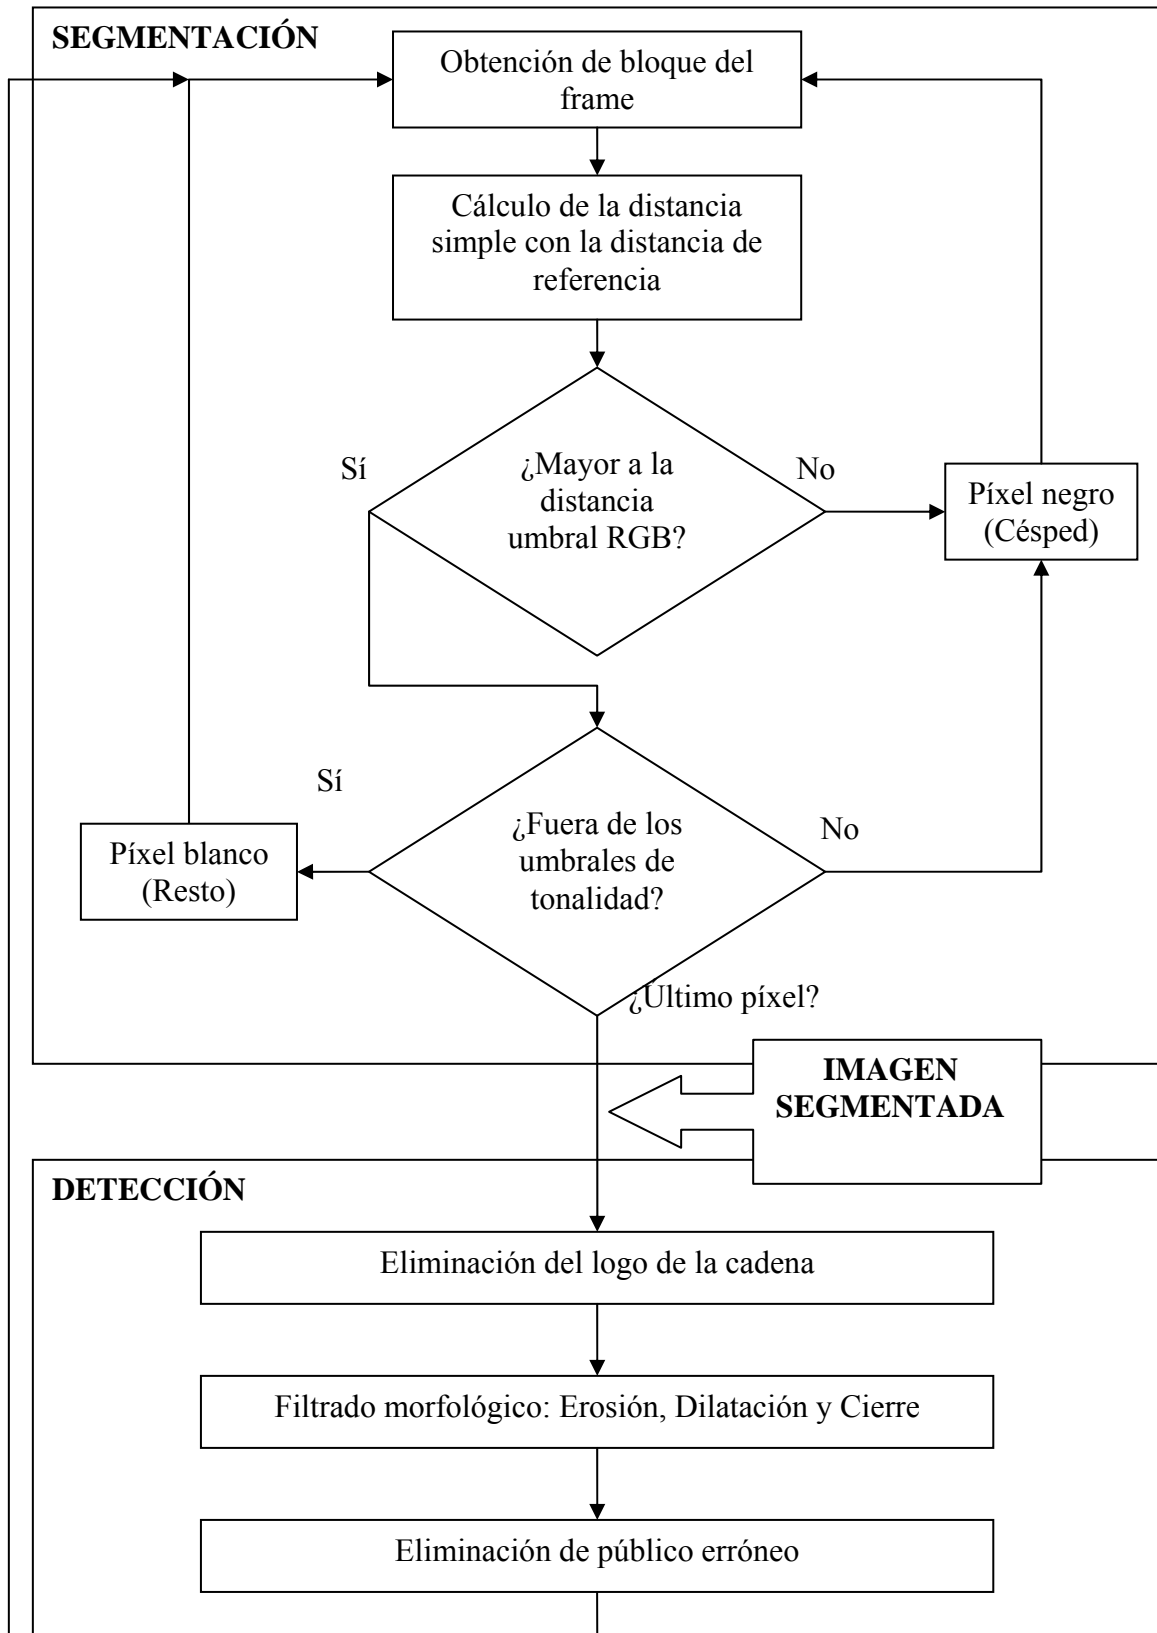 SEGMENTACIÓN
Obtención de bloque del
frame
Cálculo de la distancia
simple con la distancia de
referencia
Sí
¿Mayor a la
distancia
umbral RGB?
No
Píxel negro
(Césped)
Sí
¿Fuera de los
umbrales de
tonalidad?
No
Píxel blanco
(Resto)
¿Último píxel?
IMAGEN
SEGMENTADA
DETECCIÓN
Eliminación del logo de la cadena
Filtrado morfológico: Erosión, Dilatación y Cierre
Eliminación de público erróneo